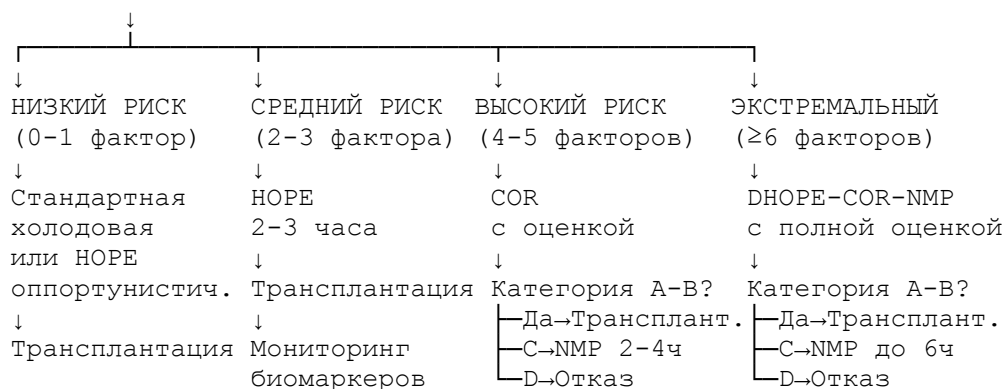 ↓
↓ ↓ ↓ ↓
НИЗКИЙ РИСК СРЕДНИЙ РИСК ВЫСОКИЙ РИСК ЭКСТРЕМАЛЬНЫЙ
(0-1 фактор) (2-3 фактора) (4-5 факторов) (≥6 факторов)
↓ ↓ ↓ ↓
Стандартная HOPE COR DHOPE-COR-NMP
холодовая 2-3 часа с оценкой с полной оценкой
или HOPE ↓ ↓ ↓
оппортунистич. Трансплантация Категория A-B? Категория A-B?
↓ ↓ ├─Да→Трансплант. ├─Да→Трансплант.
Трансплантация Мониторинг ├─C→NMP 2-4ч ├─C→NMP до 6ч
биомаркеров └─D→Отказ └─D→Отказ